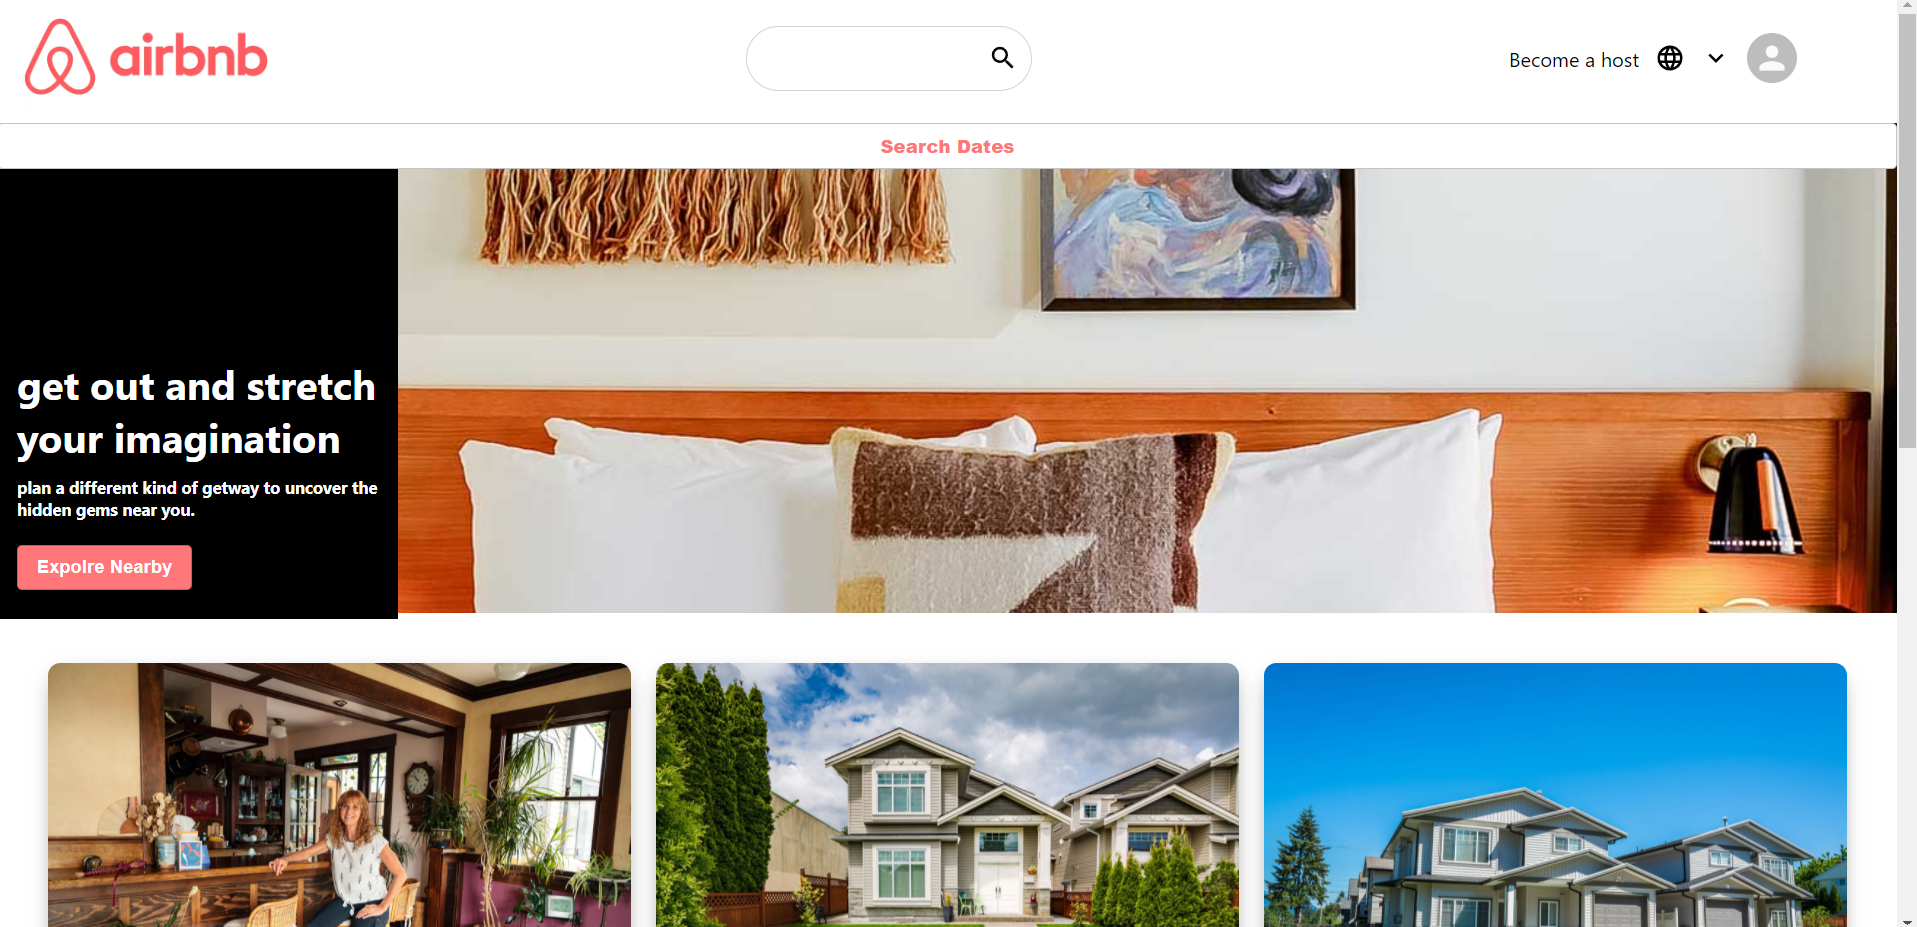 airbnb
Become a host
Search Dates
get out and stretch
your imagination
plan a different kind of getway to uncover the
hidden gems near you.
Expolre Nearby